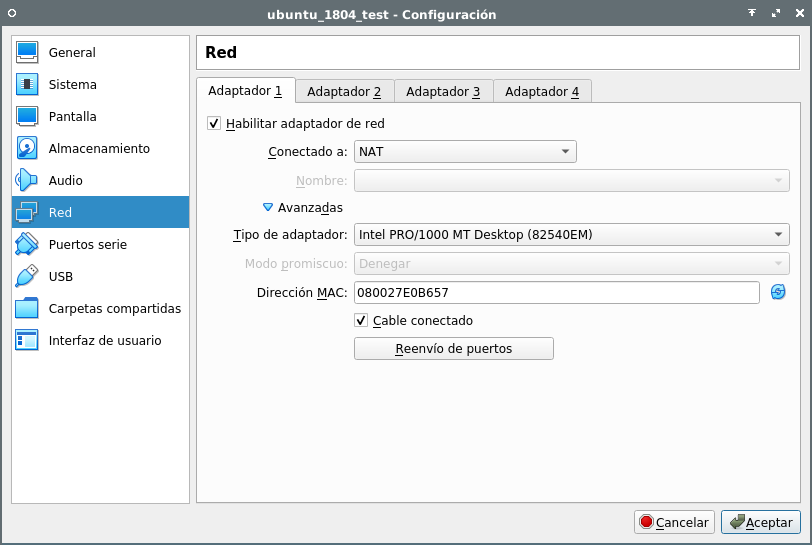 ubuntu_1804_test - Configuración
General
Sistema
Pantalla
Almacenamiento
Audio
Red
Puertos serie
USB
Carpetas compartidas
Interfaz de usuario
Red
Adaptador 1 Adaptador 2 Adaptador 3 Adaptador 4
Habilitar adaptador de red
Conectado a: NAT
Nombre:
Avanzadas
Tipo de adaptador: Intel PRO/1000 MT Desktop (82540EM)
Modo promiscuo: Denegar
Dirección MAC: 080027E0B657
Cable conectado
Reenvío de puertos
Cancelar Aceptar